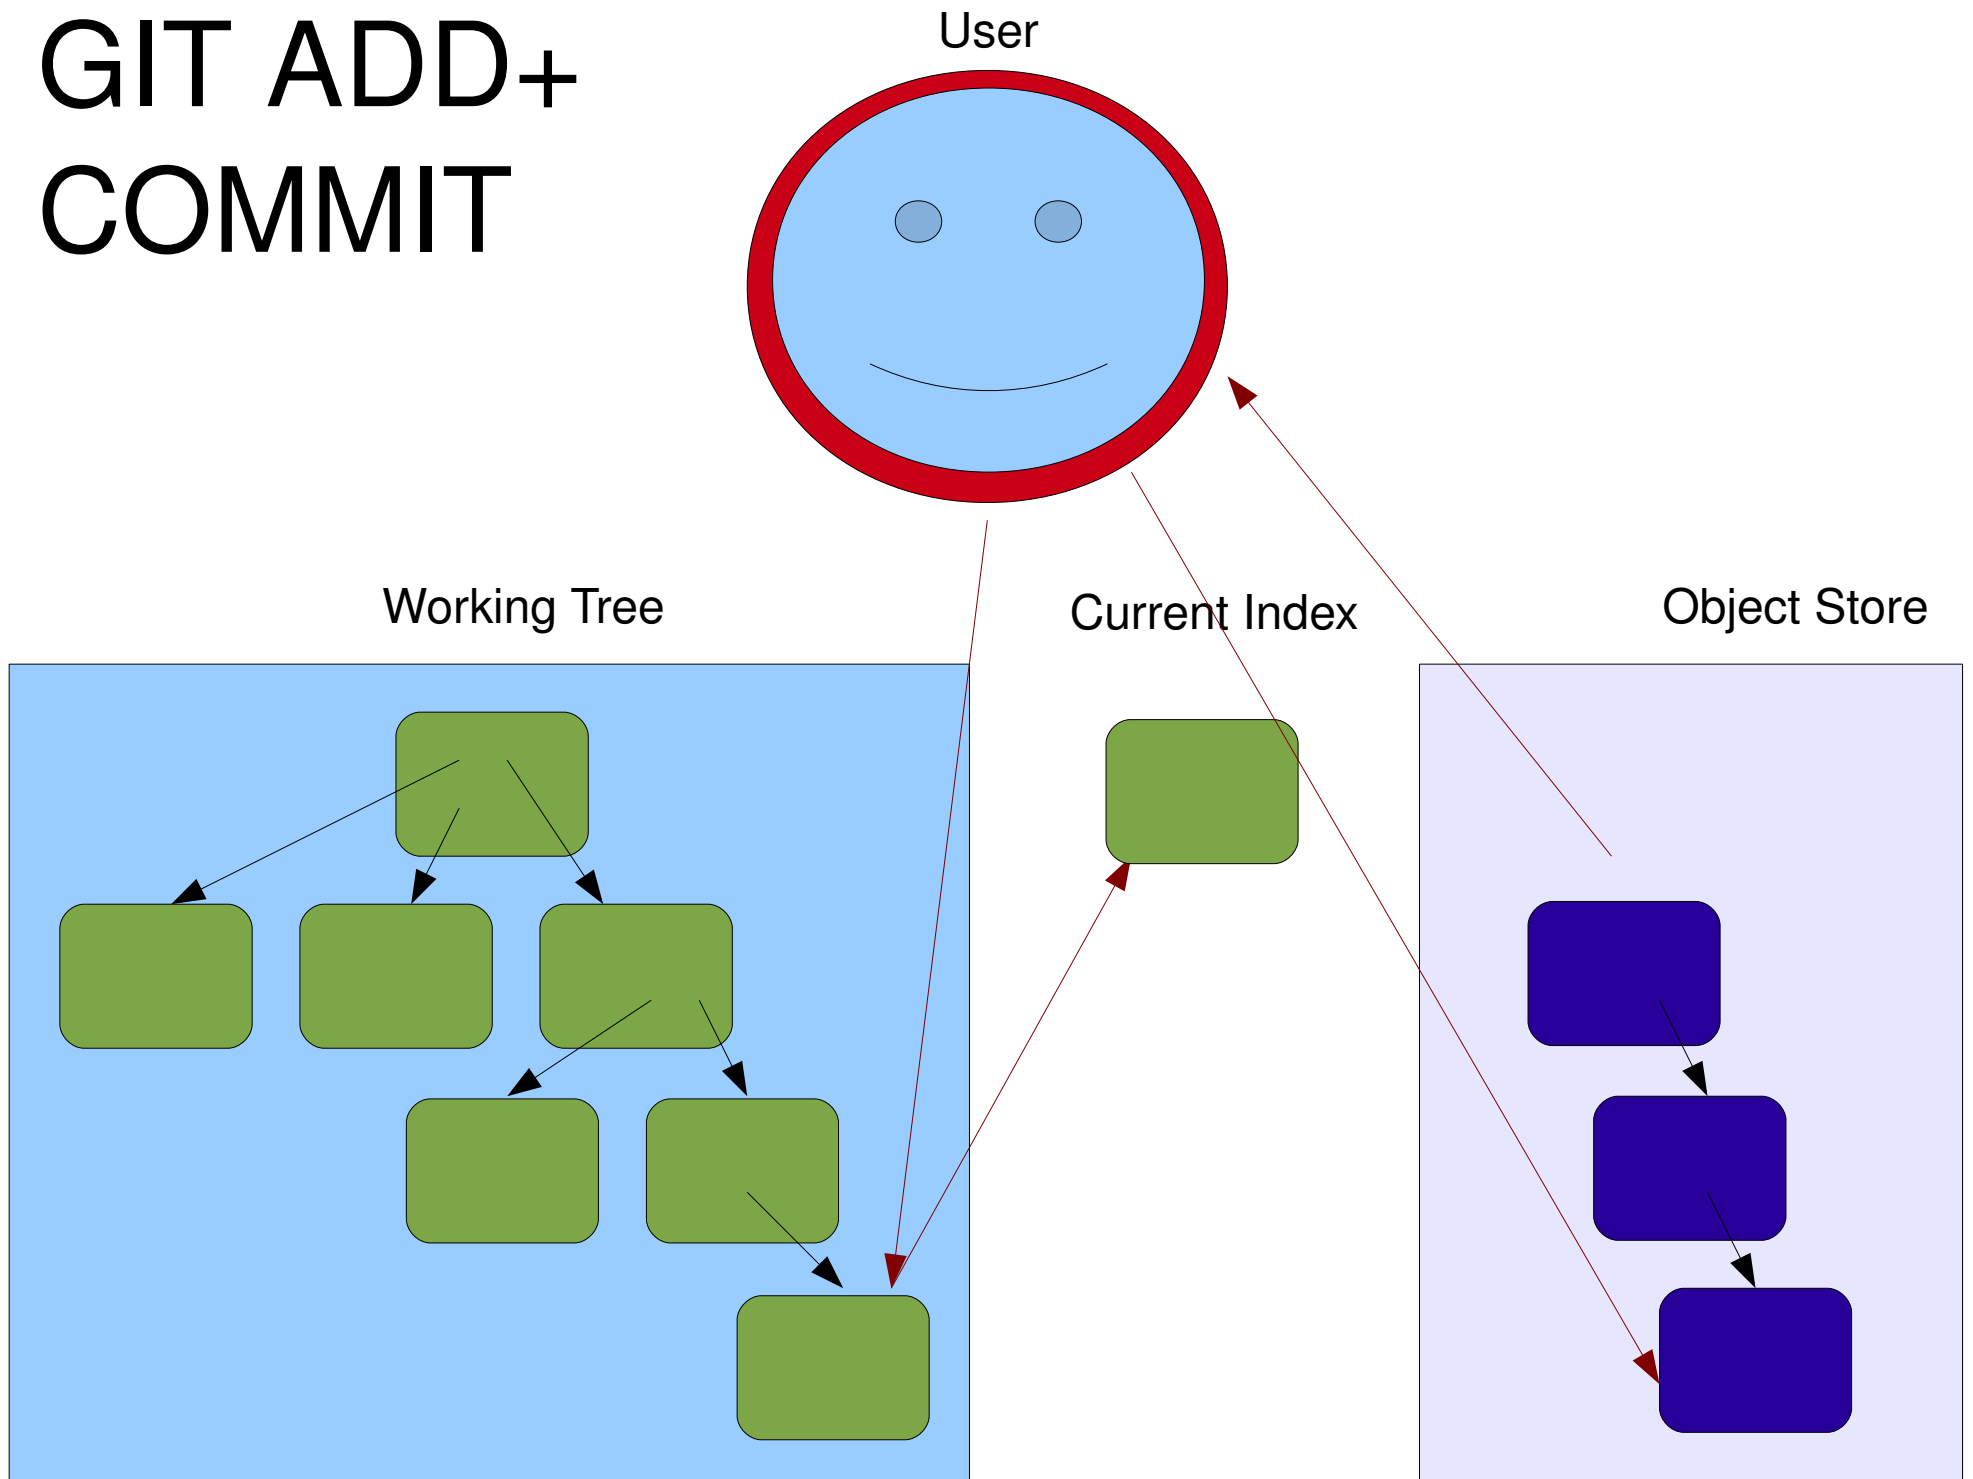 GIT ADD+
COMMIT
User
Working Tree
Current Index
Object Store